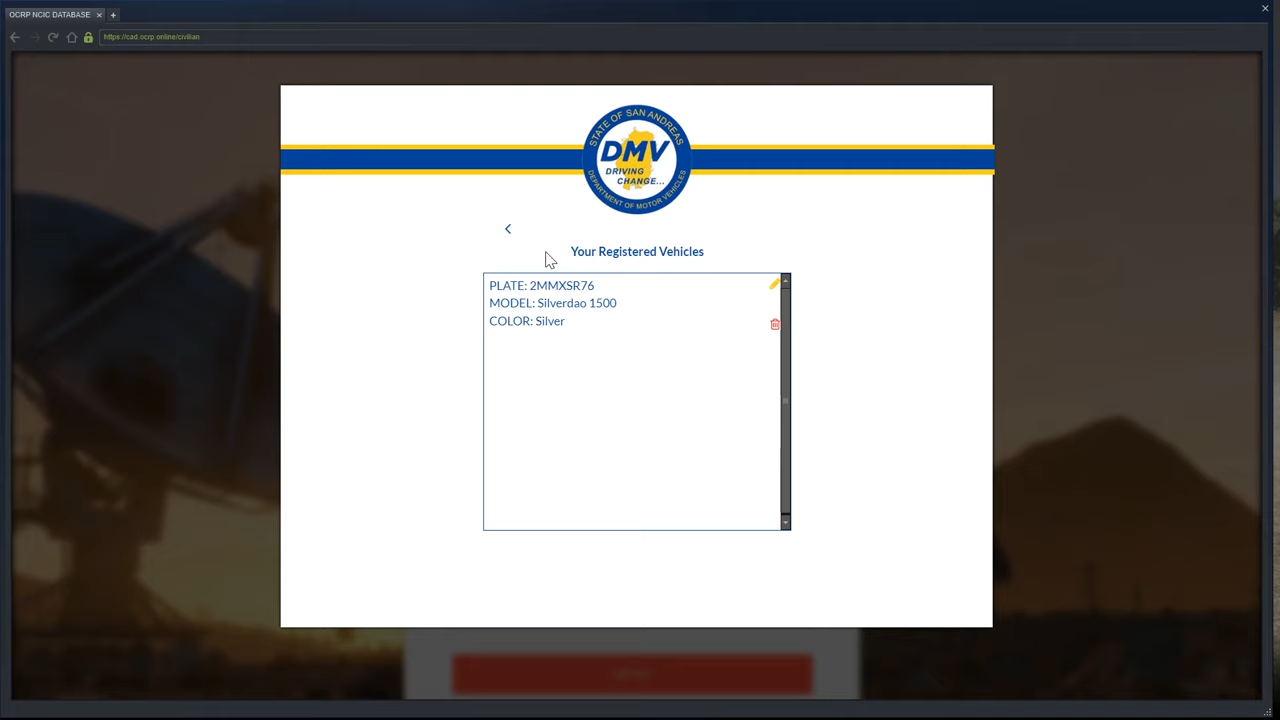 OCRP NCIC DATABASE
https://cad.ocrp.online/civilian
STATE OF SAN ANDREAS
DMV
DRIVING
CHANGE...
DEPARTMENT OF MOTOR VEHICLES
Your Registered Vehicles
PLATE: 2MMXSR76
MODEL: Silverdao 1500
COLOR: Silver